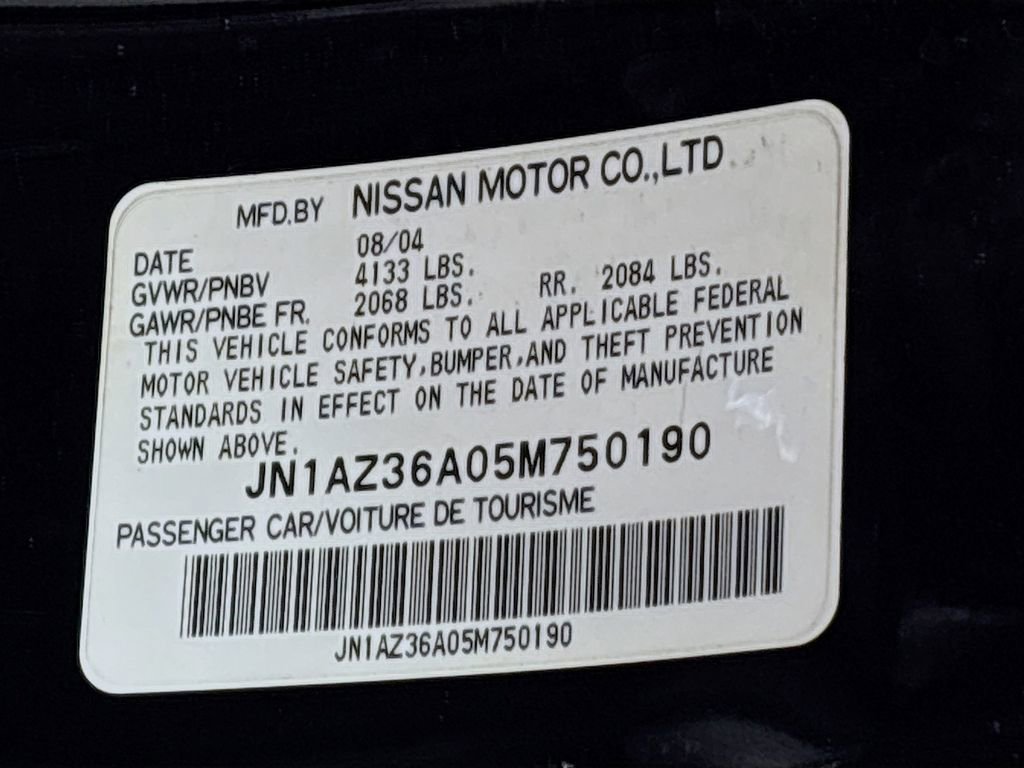 MFD.BY NISSAN MOTOR CO.,LTD
DATE 08/04
GVWR/PNBV 4133 LBS.
GAWR/PNBE FR. 2068 LBS. RR. 2084 LBS.
THIS VEHICLE CONFORMS TO ALL APPLICABLE FEDERAL
MOTOR VEHICLE SAFETY,BUMPER,AND THEFT PREVENTION
STANDARDS IN EFFECT ON THE DATE OF MANUFACTURE
SHOWN ABOVE.
JN1AZ36A05M750190
PASSENGER CAR/VOITURE DE TOURISME
JN1AZ36A05M750190